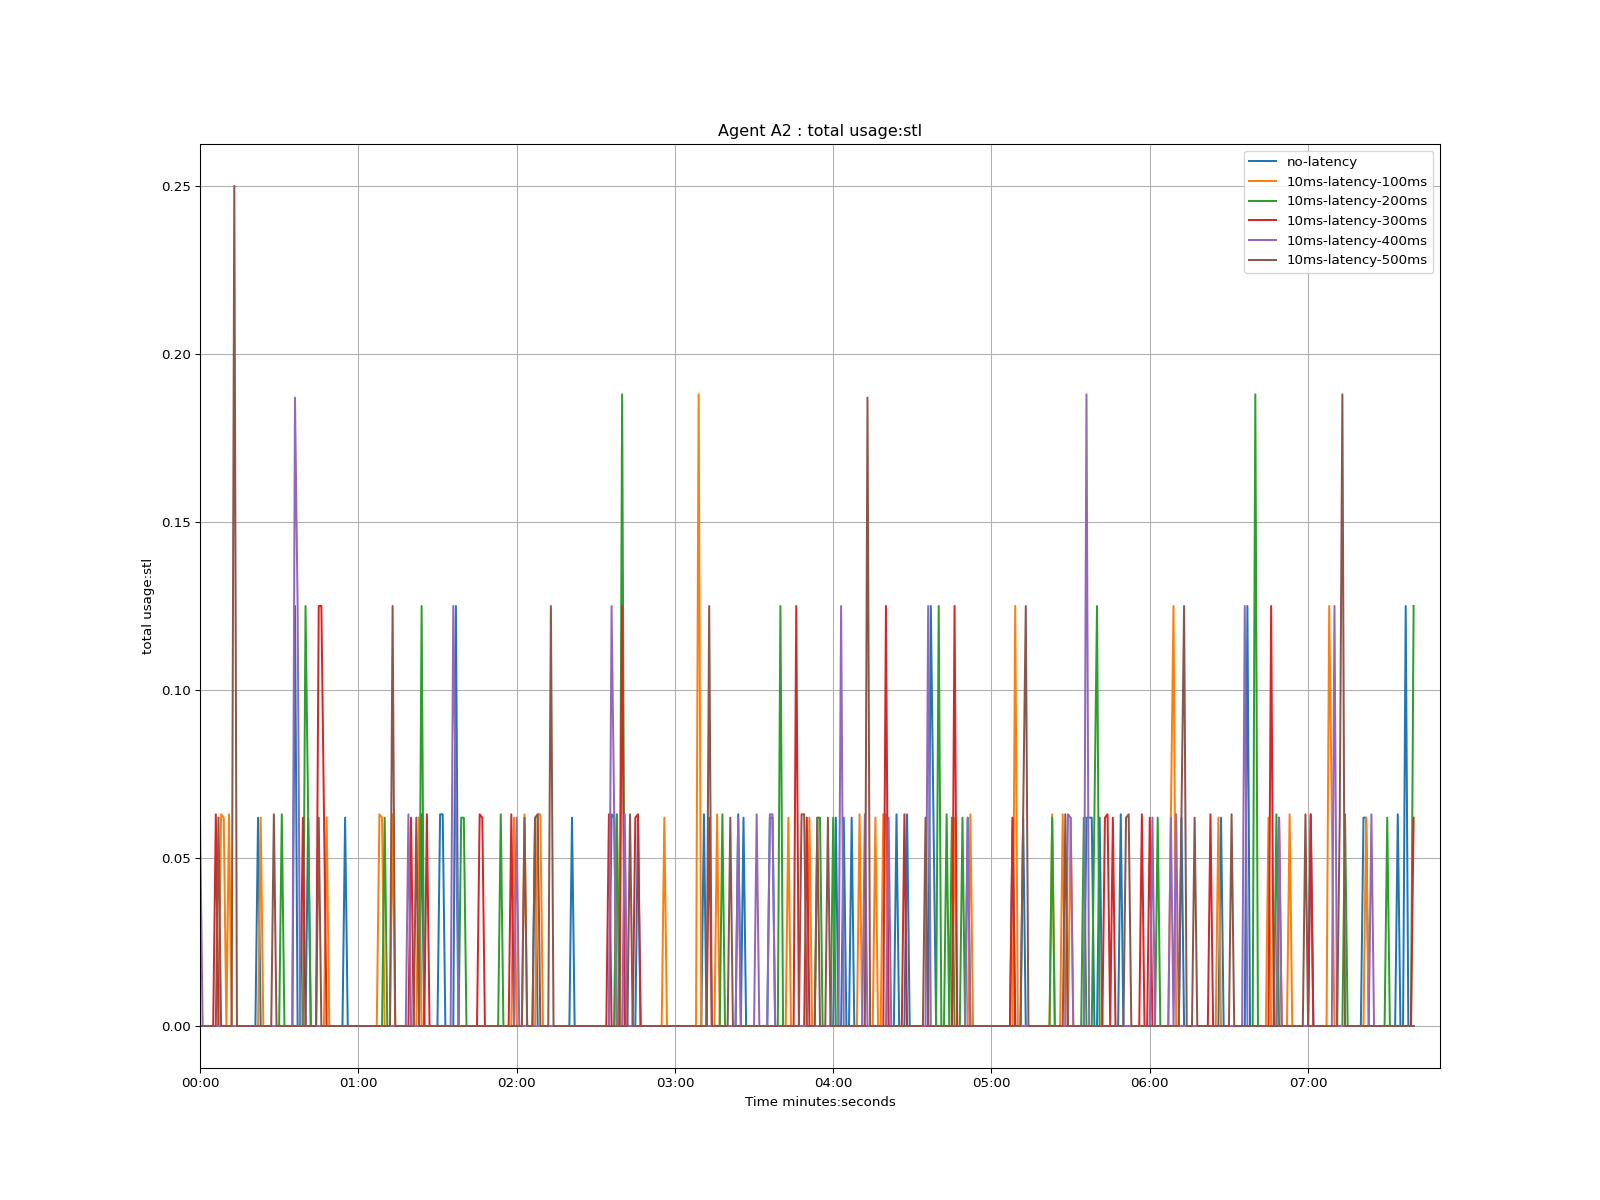 Agent A2 : total usage:stl
no-latency
10ms-latency-100ms
10ms-latency-200ms
10ms-latency-300ms
10ms-latency-400ms
10ms-latency-500ms
0.25
0.20
0.15
0.10
0.05
0.00
total usage:stl
00:00 01:00 02:00 03:00 04:00 05:00 06:00 07:00
Time minutes:seconds